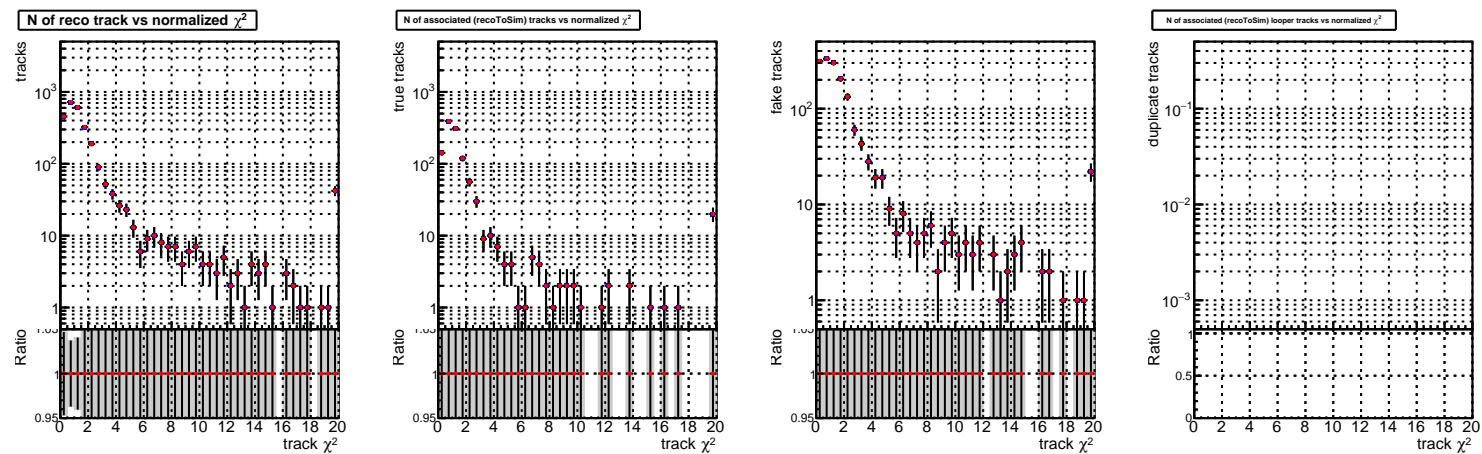 N of reco track vs normalized χ²
tracks
10³
10²
10
1
Ratio
1.05
1
0.95
0 2 4 6 8 10 12 14 16 18 20
track χ²
N of associated (recoToSim) tracks vs normalized χ²
true tracks
10³
10²
10
1
Ratio
1.05
1
0.95
0 2 4 6 8 10 12 14 16 18 20
track χ²
fake tracks
10²
10
1
Ratio
1.05
1
0.95
0 2 4 6 8 10 12 14 16 18 20
track χ²
N of associated (recoToSim) looper tracks vs normalized χ²
duplicate tracks
10⁻¹
10⁻²
10⁻³
Ratio
1
0.5
0
0 2 4 6 8 10 12 14 16 18 20
track χ²